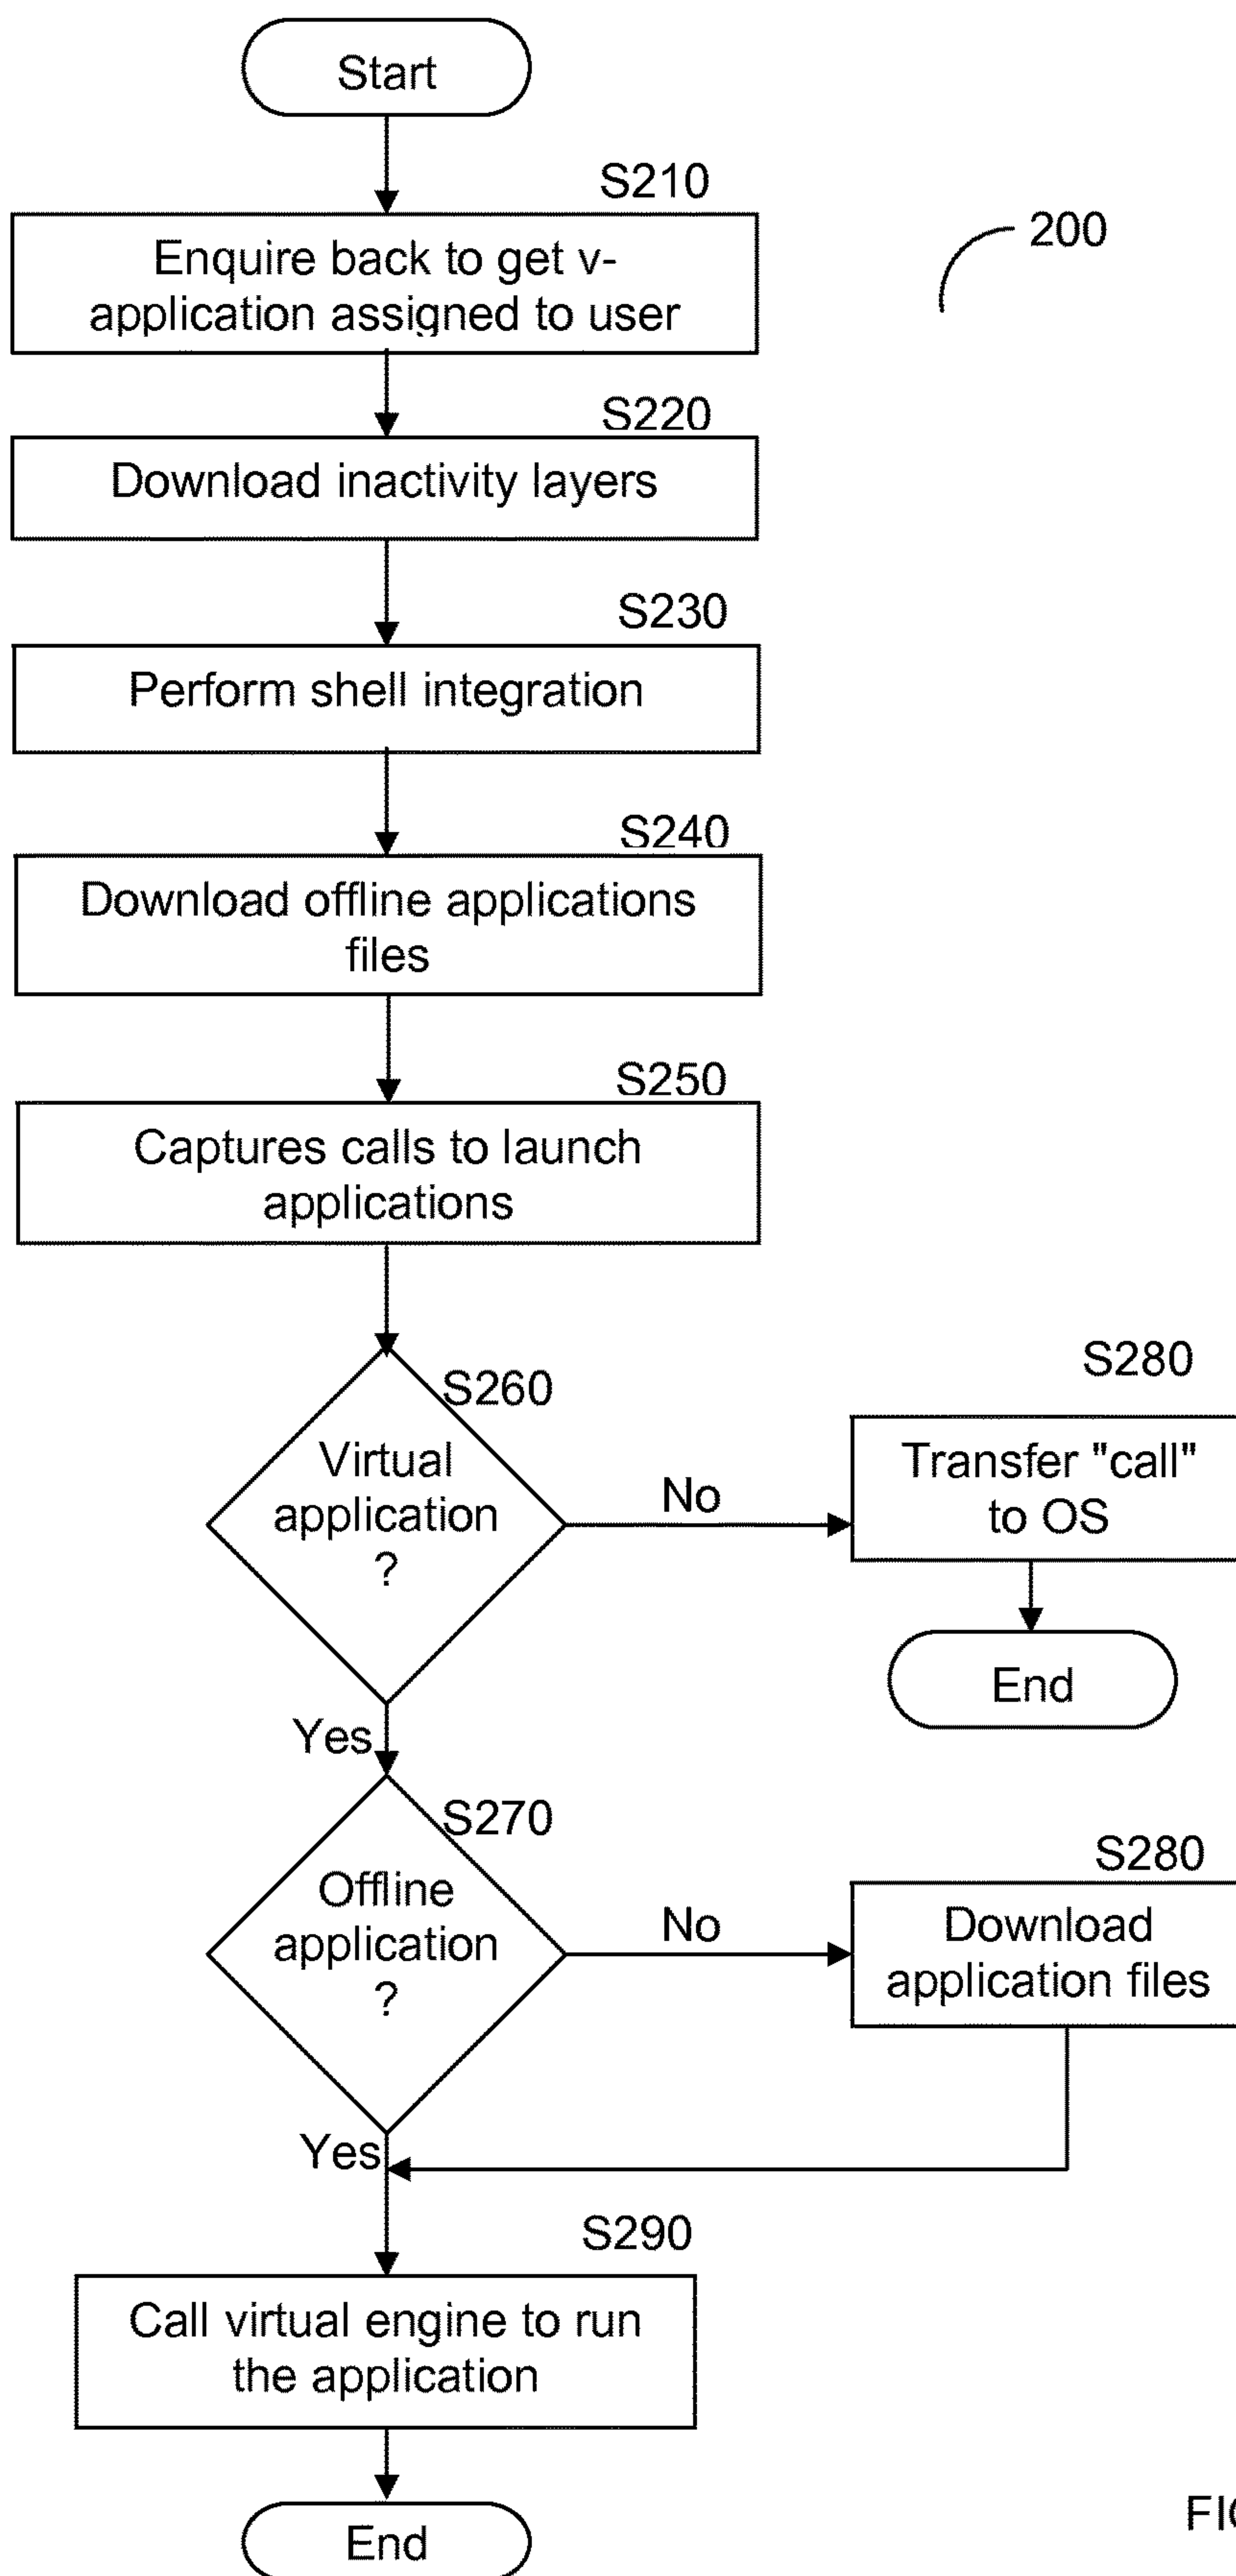 Start
S210
200
Enquire back to get v-
application assigned to user
S220
Download inactivity layers
S230
Perform shell integration
S240
Download offline applications
files
S250
Captures calls to launch
applications
S260
S280
Virtual
application
?
No
Transfer "call"
to OS
End
Yes
S270
S280
Offline
application
?
No
Download
application files
Yes
S290
Call virtual engine to run
the application
End